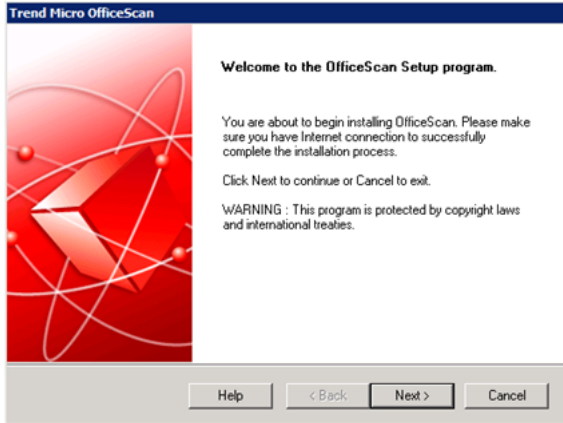 Trend Micro OfficeScan
Welcome to the OfficeScan Setup program.
You are about to begin installing OfficeScan. Please make
sure you have Internet connection to successfully
complete the installation process.
Click Next to continue or Cancel to exit.
WARNING : This program is protected by copyright laws
and international treaties.
Help < Back Next > Cancel